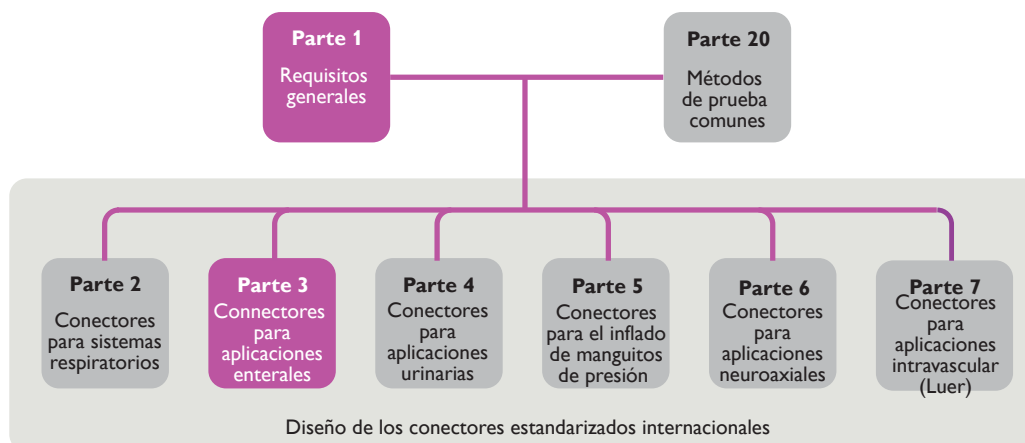 Parte 1
Requisitos
generales
Parte 20
Métodos
de prueba
comunes
Parte 2
Conectores
para sistemas
respiratorios
Parte 3
Connectores
para
aplicaciones
enterales
Parte 4
Conectores
para
aplicaciones
urinarias
Parte 5
Conectores
para el inflado
de manguitos
de presión
Parte 6
Conectores
para
aplicaciones
neuroaxiales
Parte 7
Conectores
para
aplicaciones
intravascular
(Luer)
Diseño de los conectores estandarizados internacionales